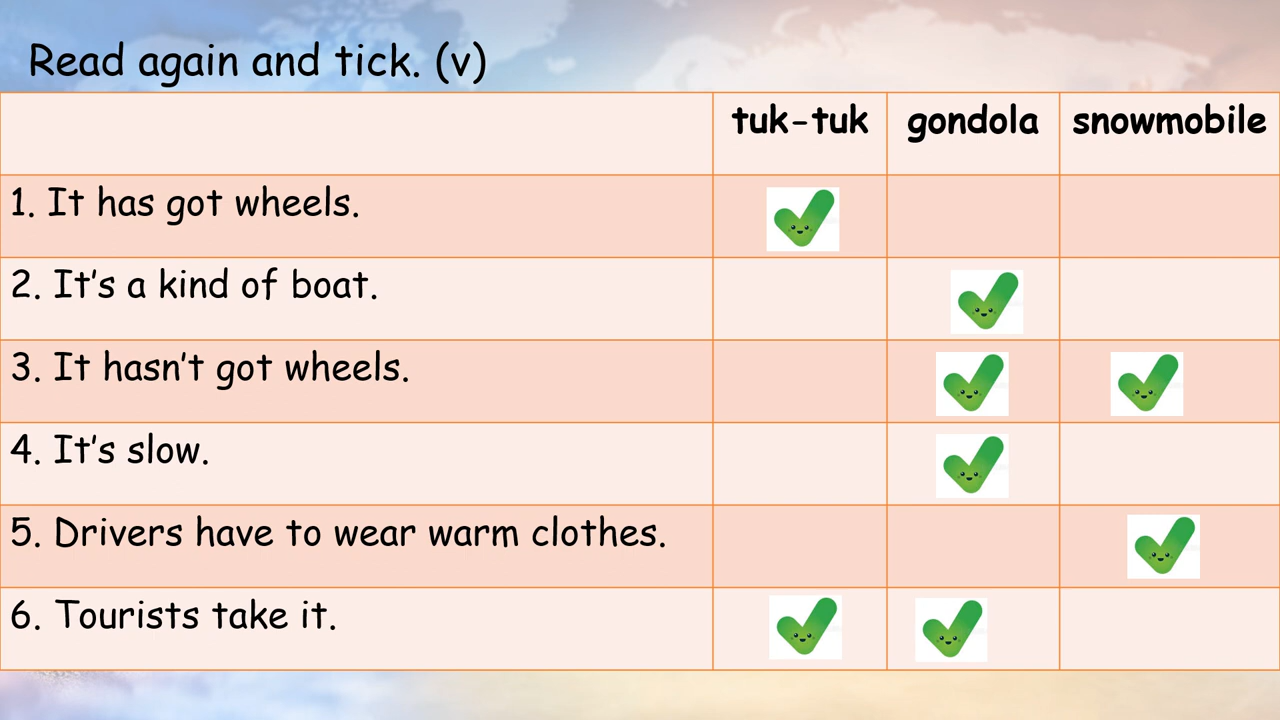 Read again and tick. (v)
tuk-tuk gondola snowmobile
1. It has got wheels.
2. It’s a kind of boat.
3. It hasn’t got wheels.
4. It’s slow.
5. Drivers have to wear warm clothes.
6. Tourists take it.